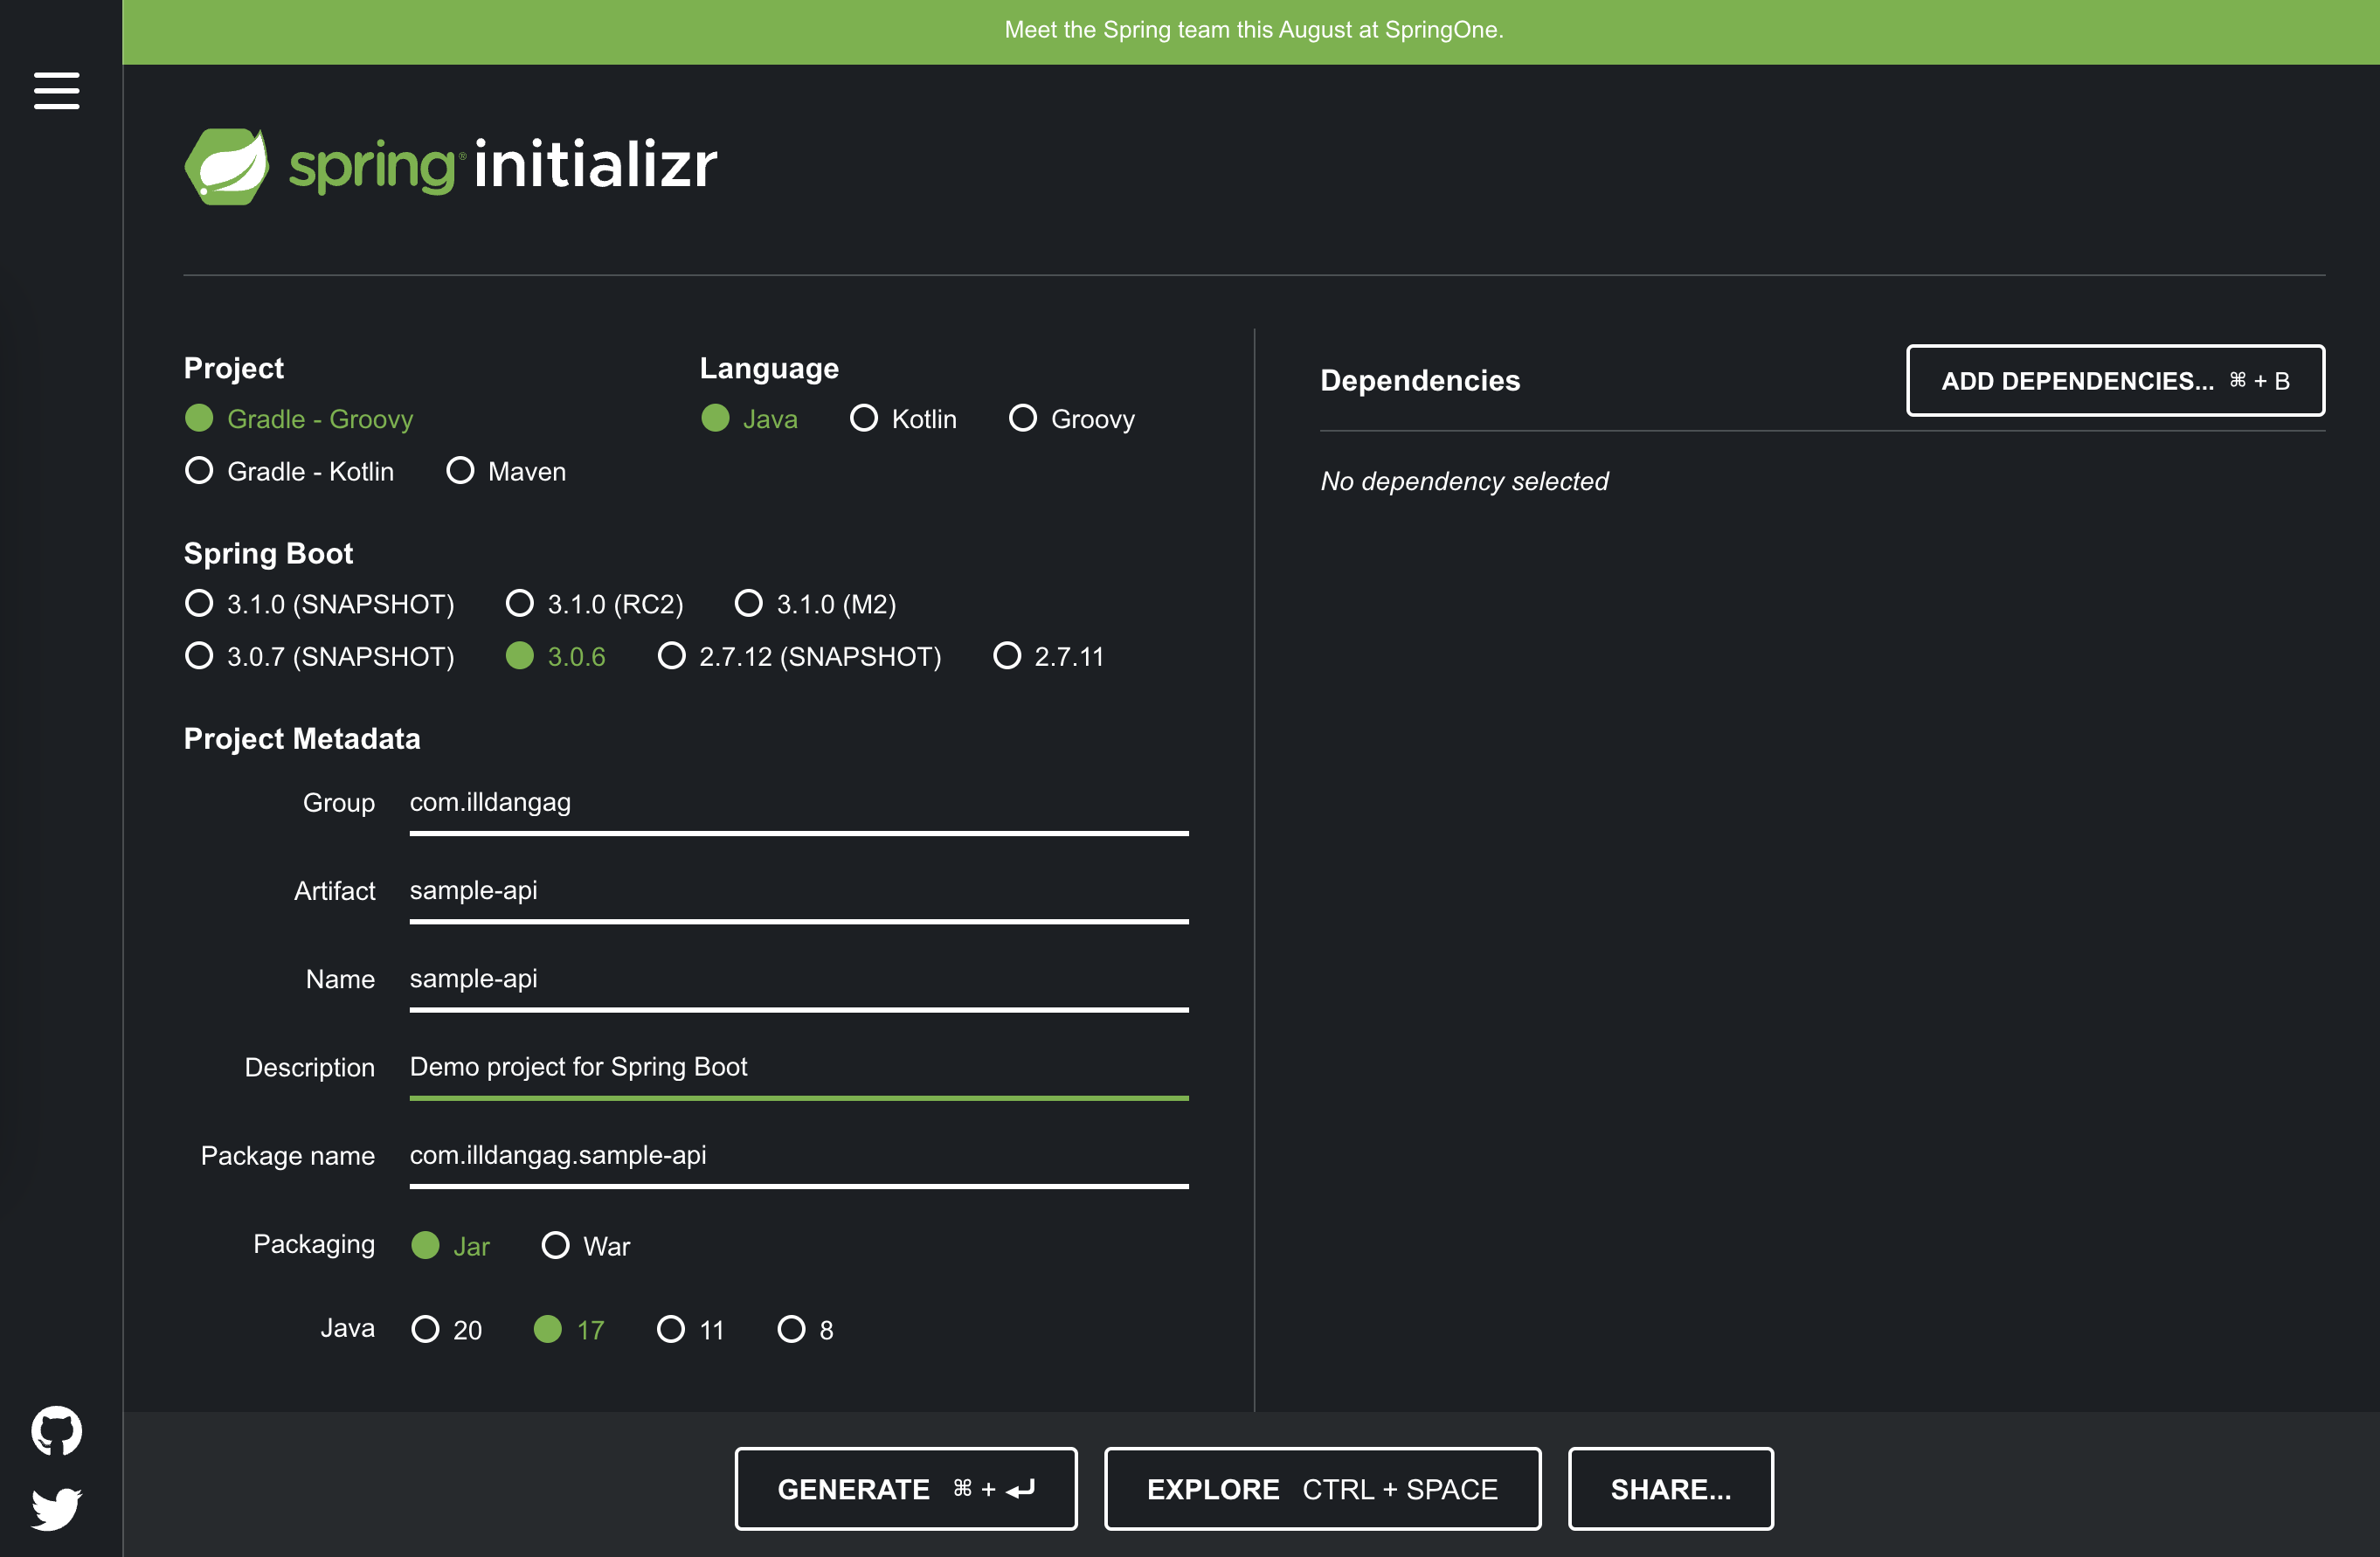 Meet the Spring team this August at SpringOne.
spring® initializr
Project
Gradle - Groovy
Gradle - Kotlin Maven
Language
Java Kotlin Groovy
Spring Boot
3.1.0 (SNAPSHOT) 3.1.0 (RC2) 3.1.0 (M2)
3.0.7 (SNAPSHOT) 3.0.6 2.7.12 (SNAPSHOT) 2.7.11
Project Metadata
Group com.illdangag
Artifact sample-api
Name sample-api
Description Demo project for Spring Boot
Package name com.illdangag.sample-api
Packaging Jar War
Java 20 17 11 8
Dependencies ADD DEPENDENCIES... ⌘ + B
No dependency selected
GENERATE ⌘ + ⏎ EXPLORE CTRL + SPACE SHARE...